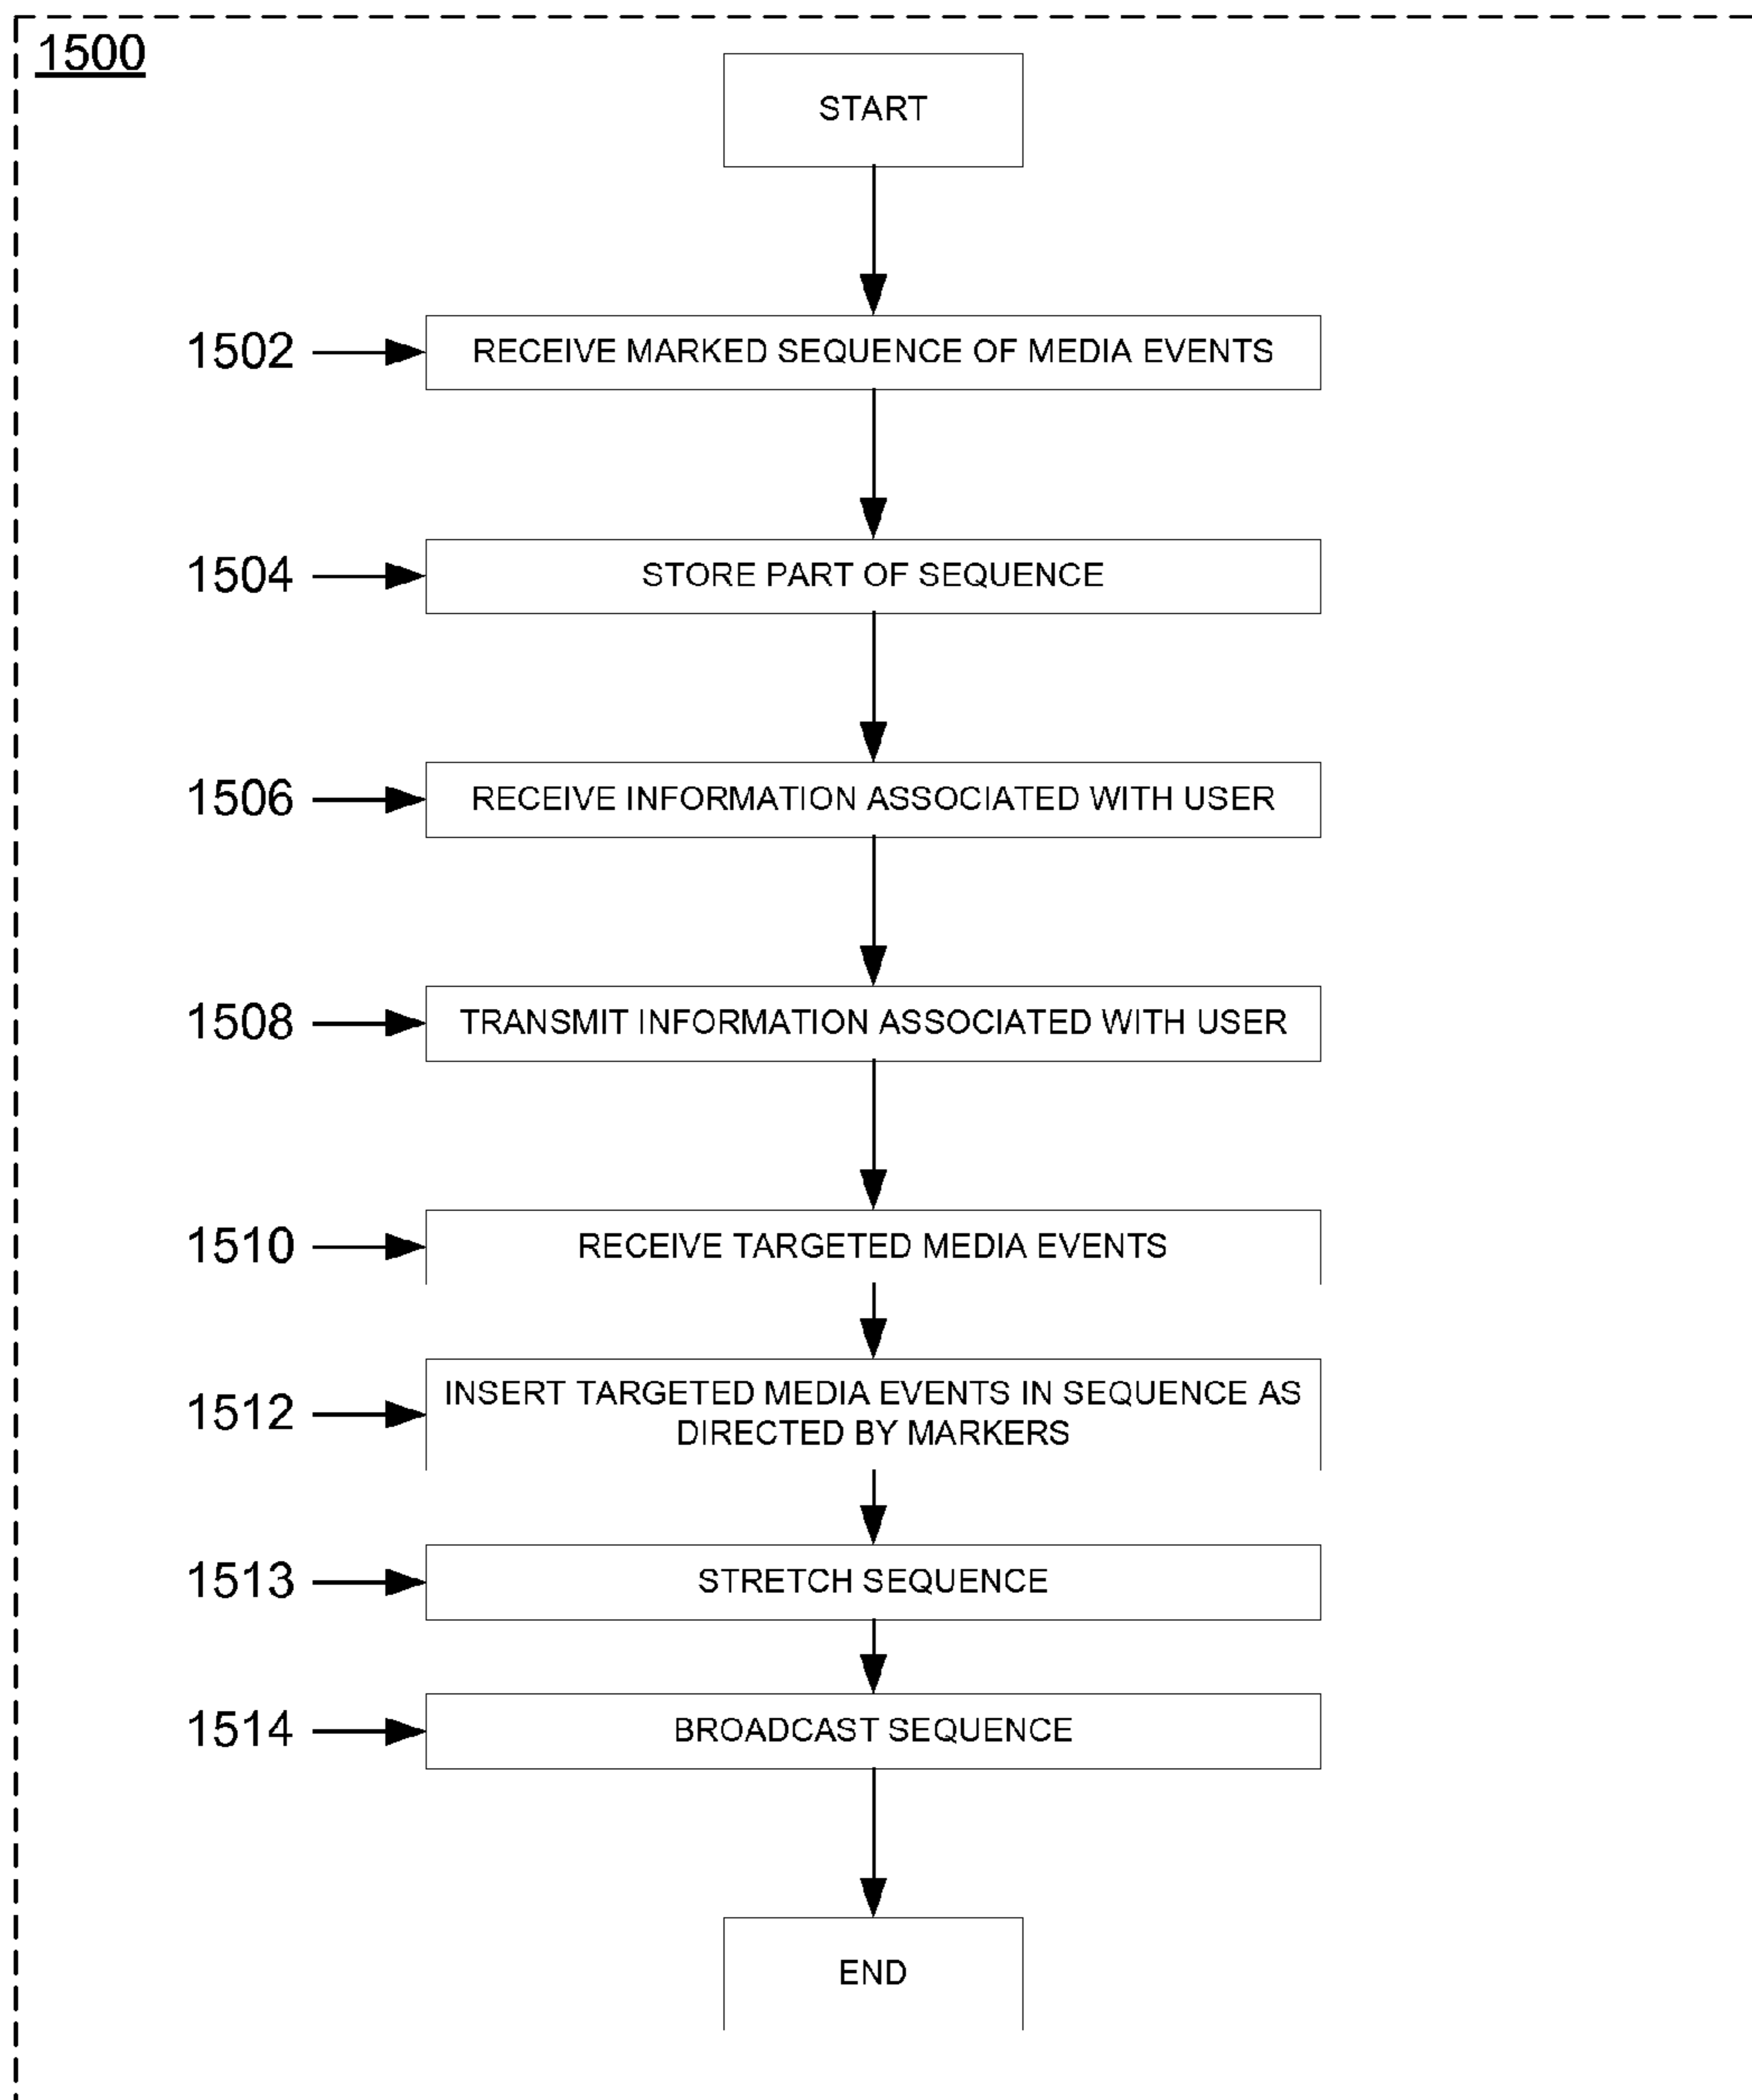 1500
START
1502
RECEIVE MARKED SEQUENCE OF MEDIA EVENTS
1504
STORE PART OF SEQUENCE
1506
RECEIVE INFORMATION ASSOCIATED WITH USER
1508
TRANSMIT INFORMATION ASSOCIATED WITH USER
1510
RECEIVE TARGETED MEDIA EVENTS
1512
INSERT TARGETED MEDIA EVENTS IN SEQUENCE AS
DIRECTED BY MARKERS
1513
STRETCH SEQUENCE
1514
BROADCAST SEQUENCE
END